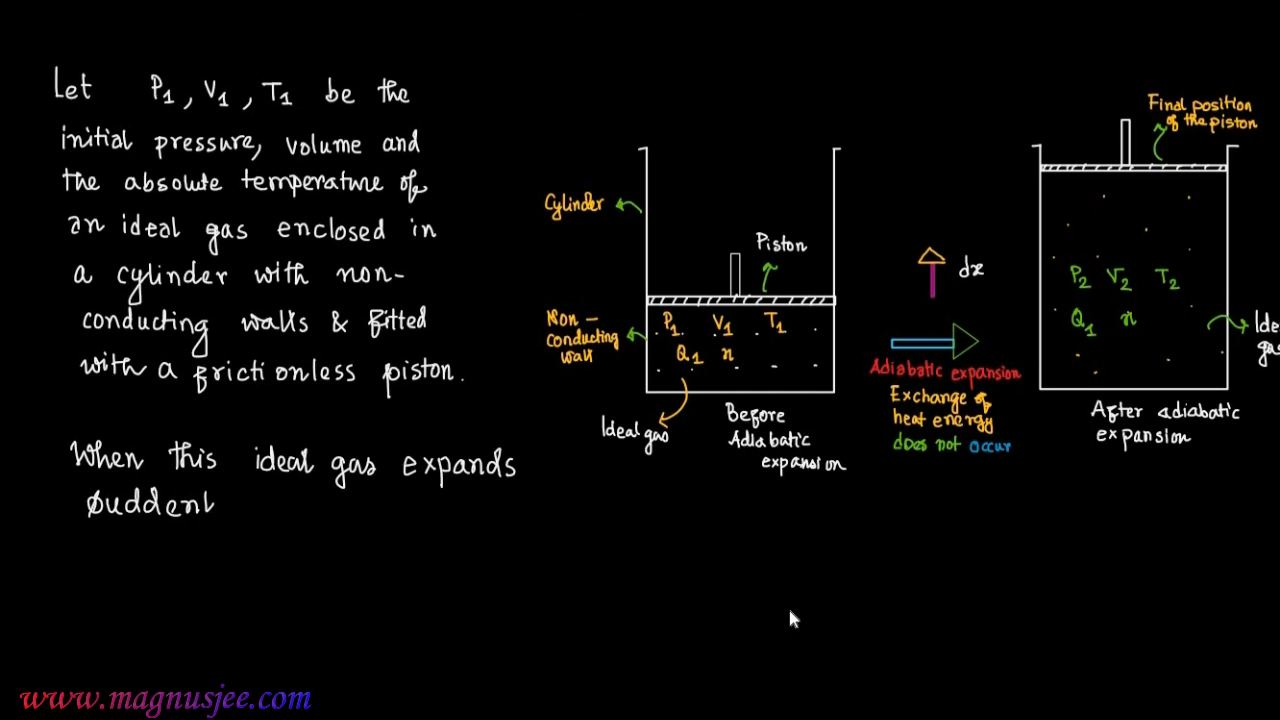 Let P1, V1, T1 be the
initial pressure, volume and
the absolute temperature of
an ideal gas enclosed in
a cylinder with non-
conducting walls & fitted
with a frictionless piston.
When this ideal gas expands
suddenl
Cylinder
Non-
conducting
walls
Piston
P1 V1 T1
Q1 n
Ideal gas
Before
Adiabatic
expansion
dx
Adiabatic expansion
Exchange of
heat energy
does not occur
Final position
of the piston
P2 V2 T2
Q1 n
Ide
gas
After adiabatic
expansion
www.magnusjee.com